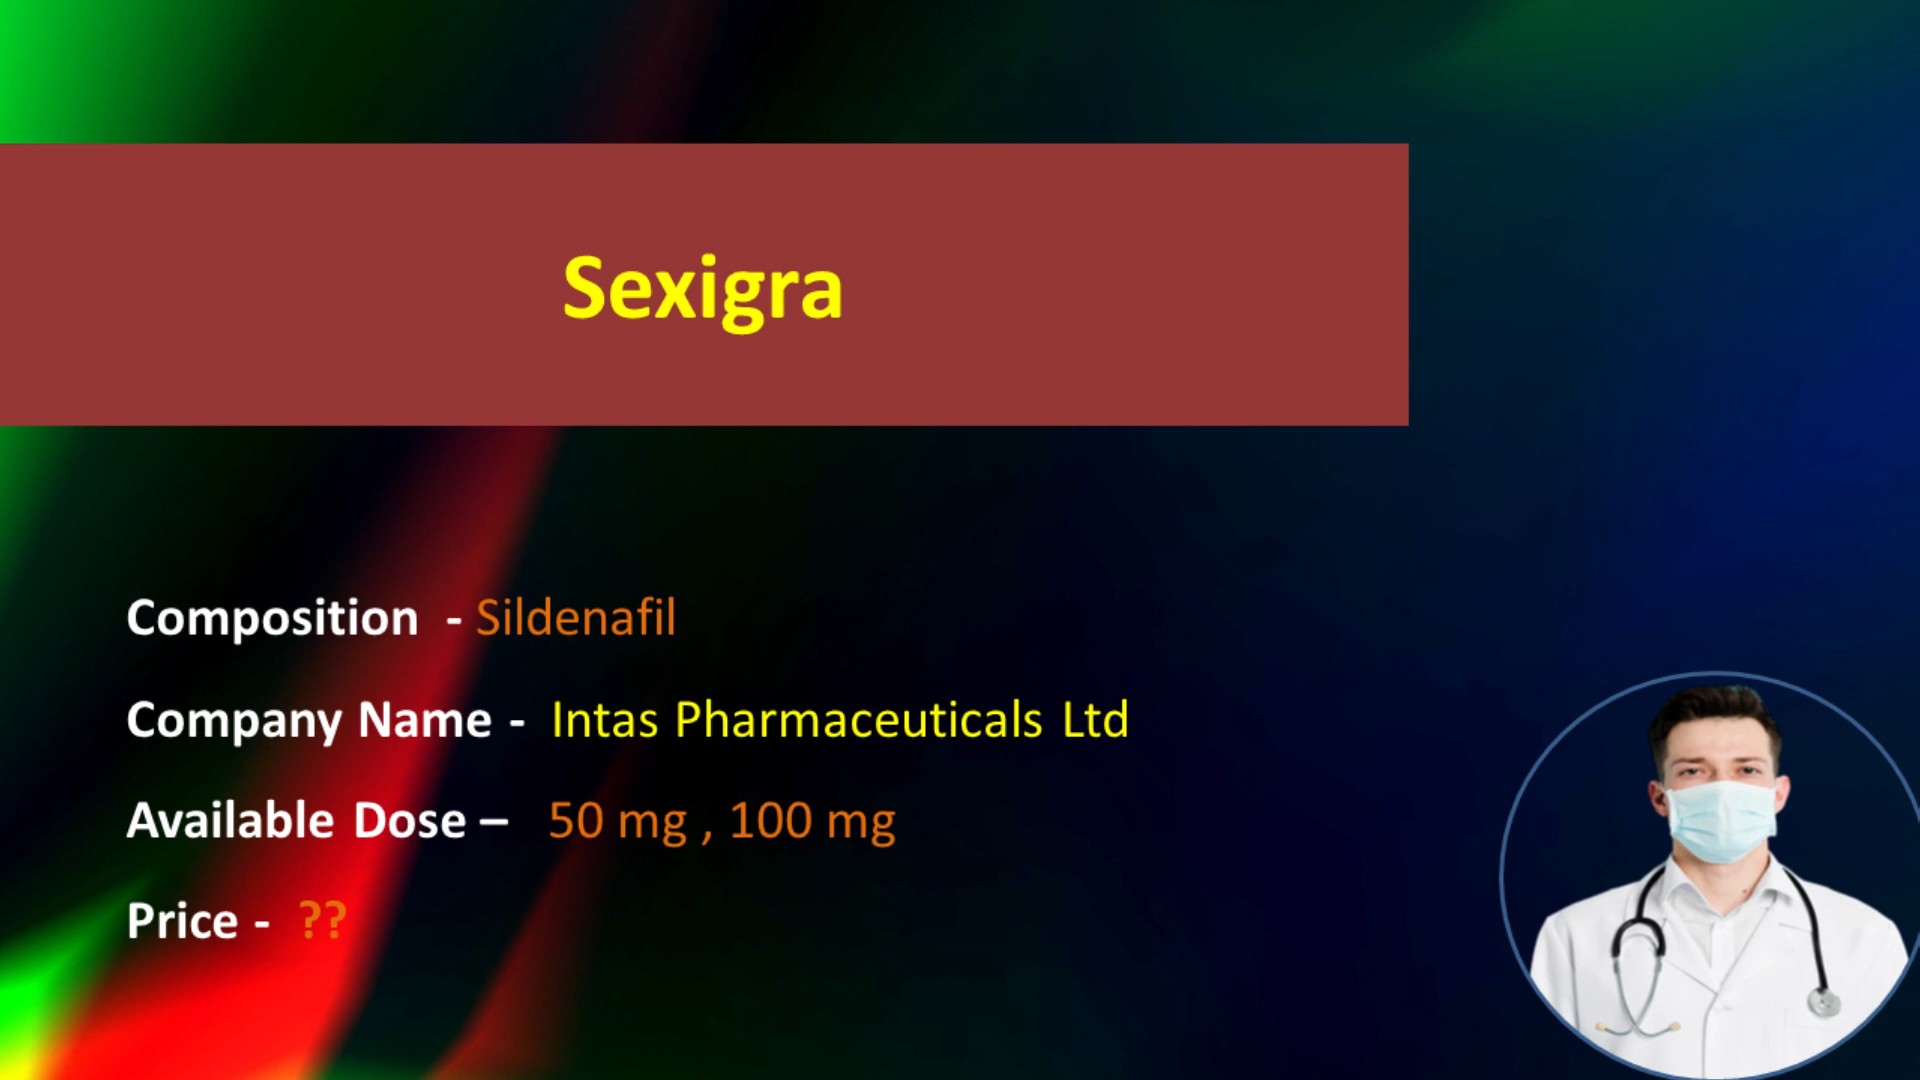 Sexigra
Composition - Sildenafil
Company Name - Intas Pharmaceuticals Ltd
Available Dose – 50 mg , 100 mg
Price - ??